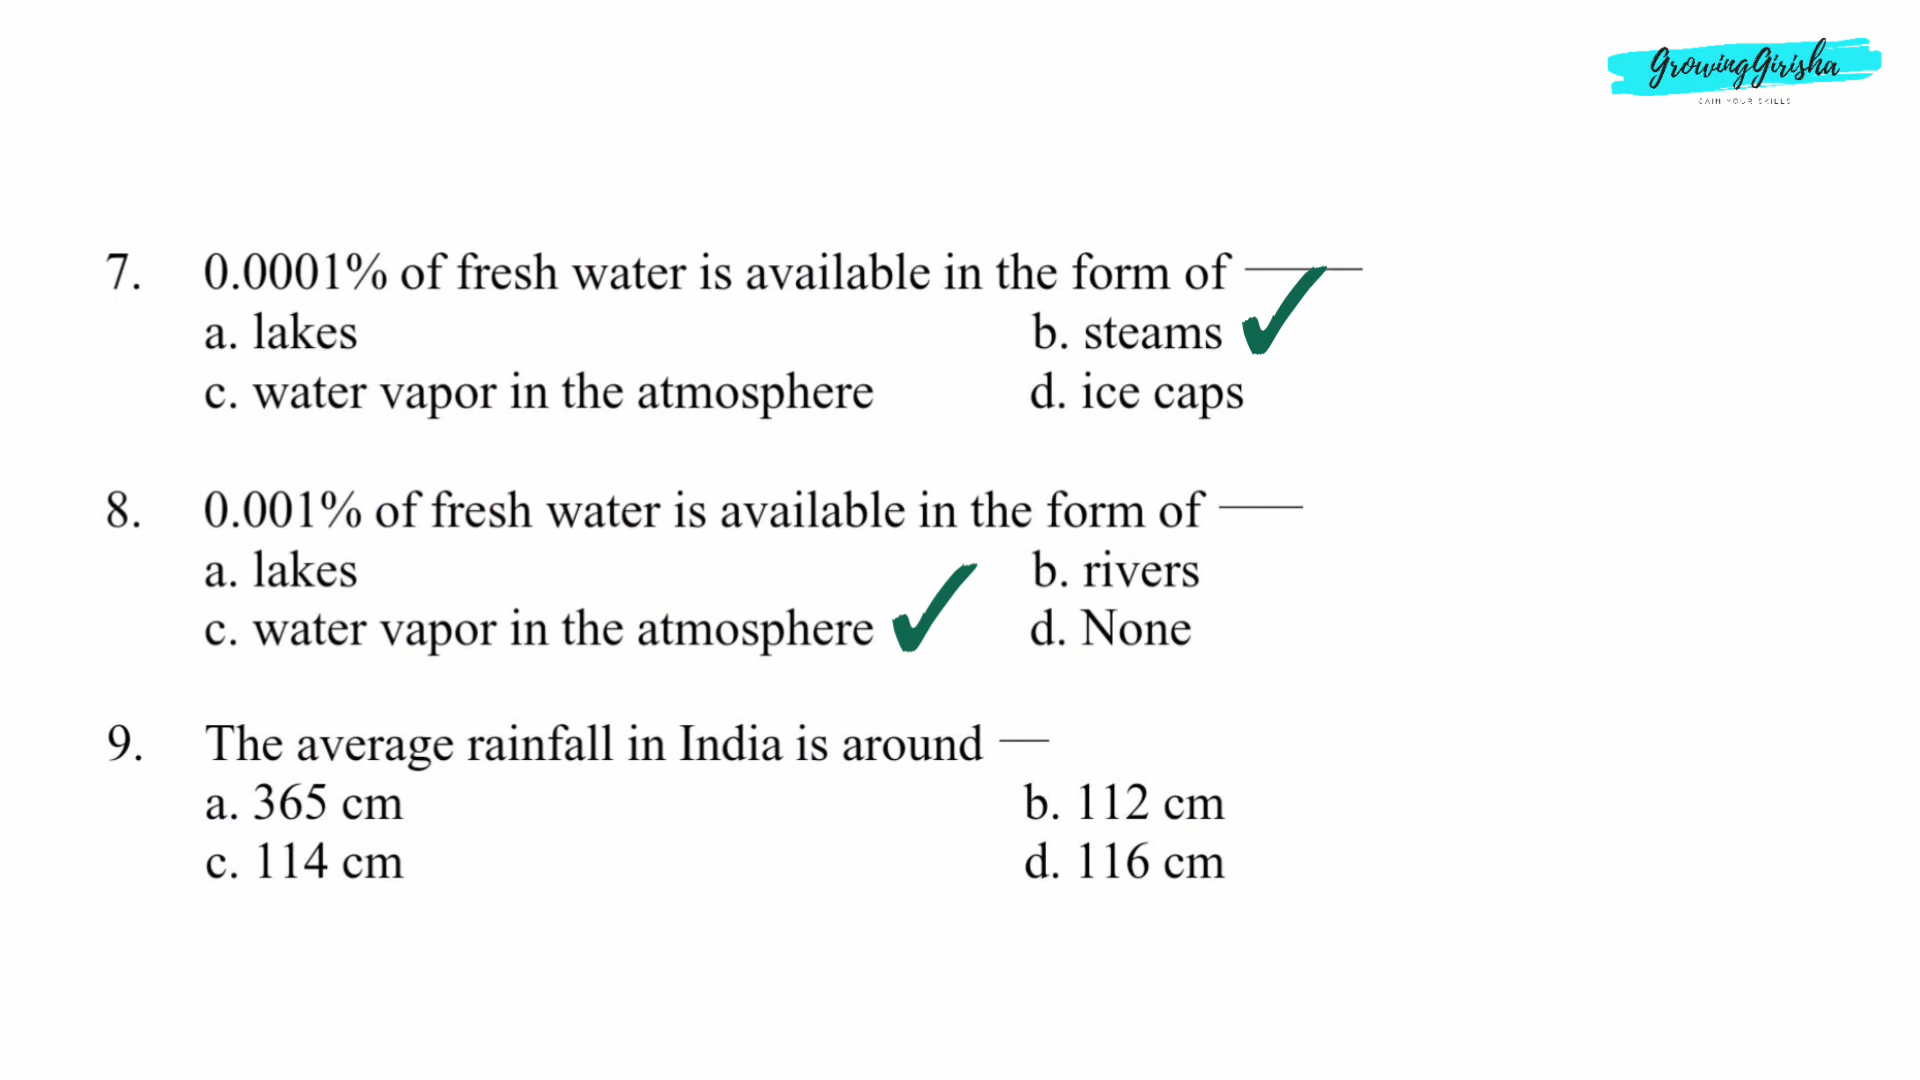 GrowingGirisha
GAIN YOUR SKILLS
7. 0.0001% of fresh water is available in the form of ———
a. lakes b. steams
c. water vapor in the atmosphere d. ice caps
8. 0.001% of fresh water is available in the form of ——
a. lakes b. rivers
c. water vapor in the atmosphere d. None
9. The average rainfall in India is around —
a. 365 cm b. 112 cm
c. 114 cm d. 116 cm